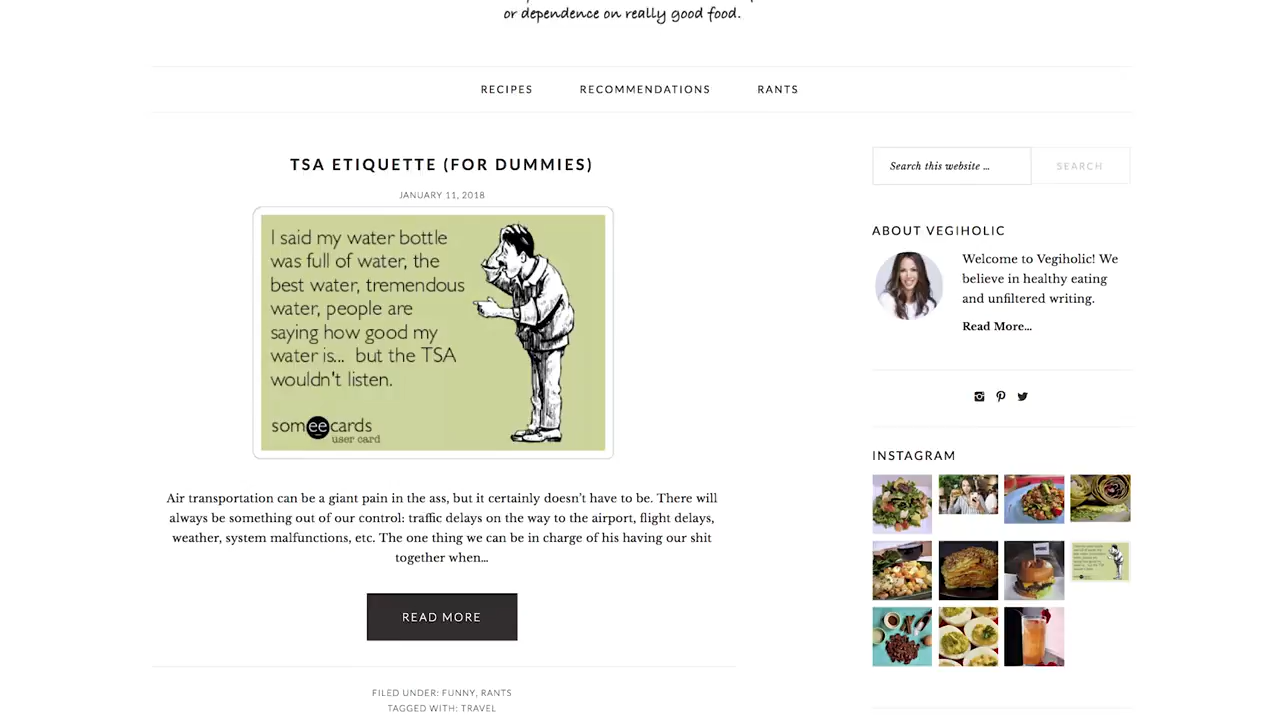 or dependence on really good food.
RECIPES RECOMMENDATIONS RANTS
TSA ETIQUETTE (FOR DUMMIES)
JANUARY 11, 2018
I said my water bottle
was full of water, the
best water, tremendous
water, people are
saying how good my
water is... but the TSA
wouldn't listen.
someecards
user card
Air transportation can be a giant pain in the ass, but it certainly doesn't have to be. There will
always be something out of our control: traffic delays on the way to the airport, flight delays,
weather, system malfunctions, etc. The one thing we can be in charge of his having our shit
together when...
READ MORE
FILED UNDER: FUNNY, RANTS
TAGGED WITH: TRAVEL
Search this website ... SEARCH
ABOUT VEGIHOLIC
Welcome to Vegiholic! We
believe in healthy eating
and unfiltered writing.
Read More...
INSTAGRAM